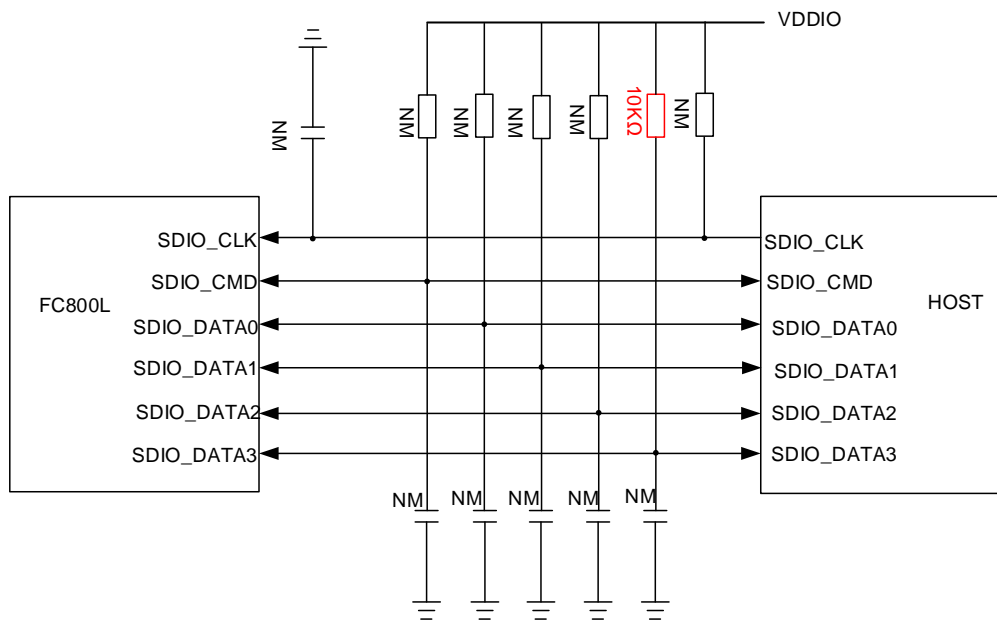 VDDIO
NM
NM
NM
NM
NM
10KΩ
NM
FC800L
SDIO_CLK
SDIO_CMD
SDIO_DATA0
SDIO_DATA1
SDIO_DATA2
SDIO_DATA3
SDIO_CLK
SDIO_CMD
SDIO_DATA0
SDIO_DATA1
SDIO_DATA2
SDIO_DATA3
HOST
NM
NM
NM
NM
NM